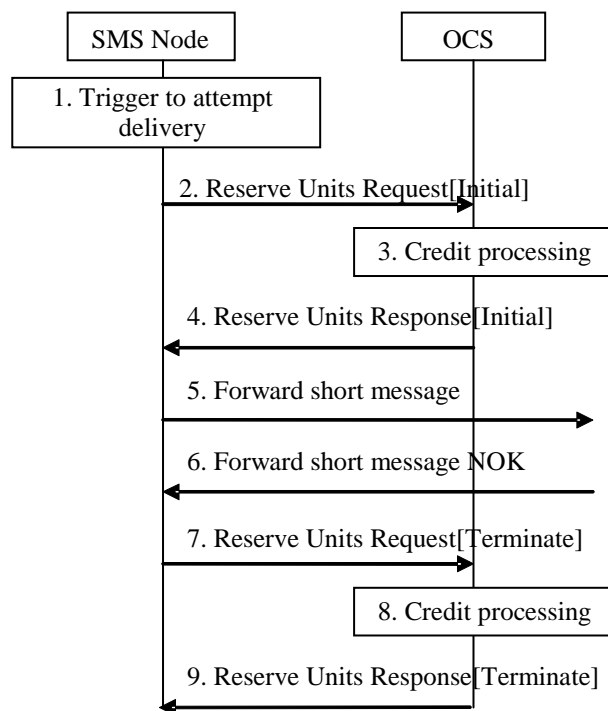 SMS Node
OCS
1. Trigger to attempt
delivery
2. Reserve Units Request[Initial]
3. Credit processing
4. Reserve Units Response[Initial]
5. Forward short message
6. Forward short message NOK
7. Reserve Units Request[Terminate]
8. Credit processing
9. Reserve Units Response[Terminate]